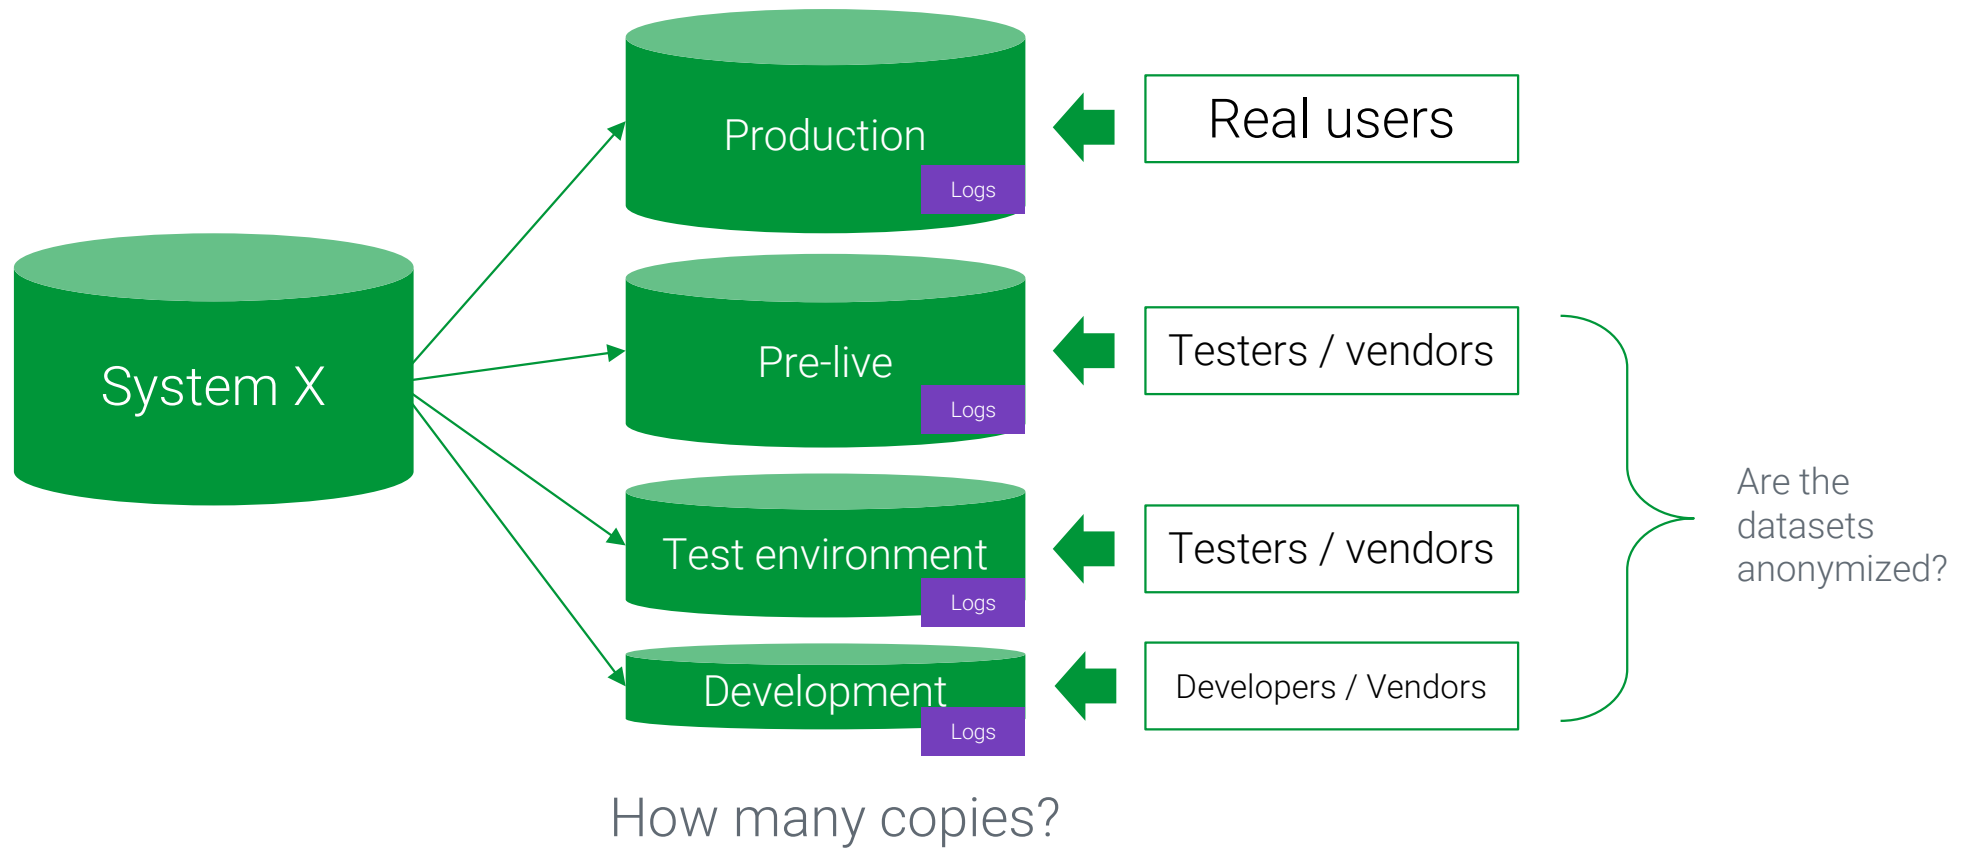 Production
Logs
Real users
System X
Pre-live
Logs
Testers / vendors
Test environment
Logs
Testers / vendors
Development
Logs
Developers / Vendors
Are the
datasets
anonymized?
How many copies?